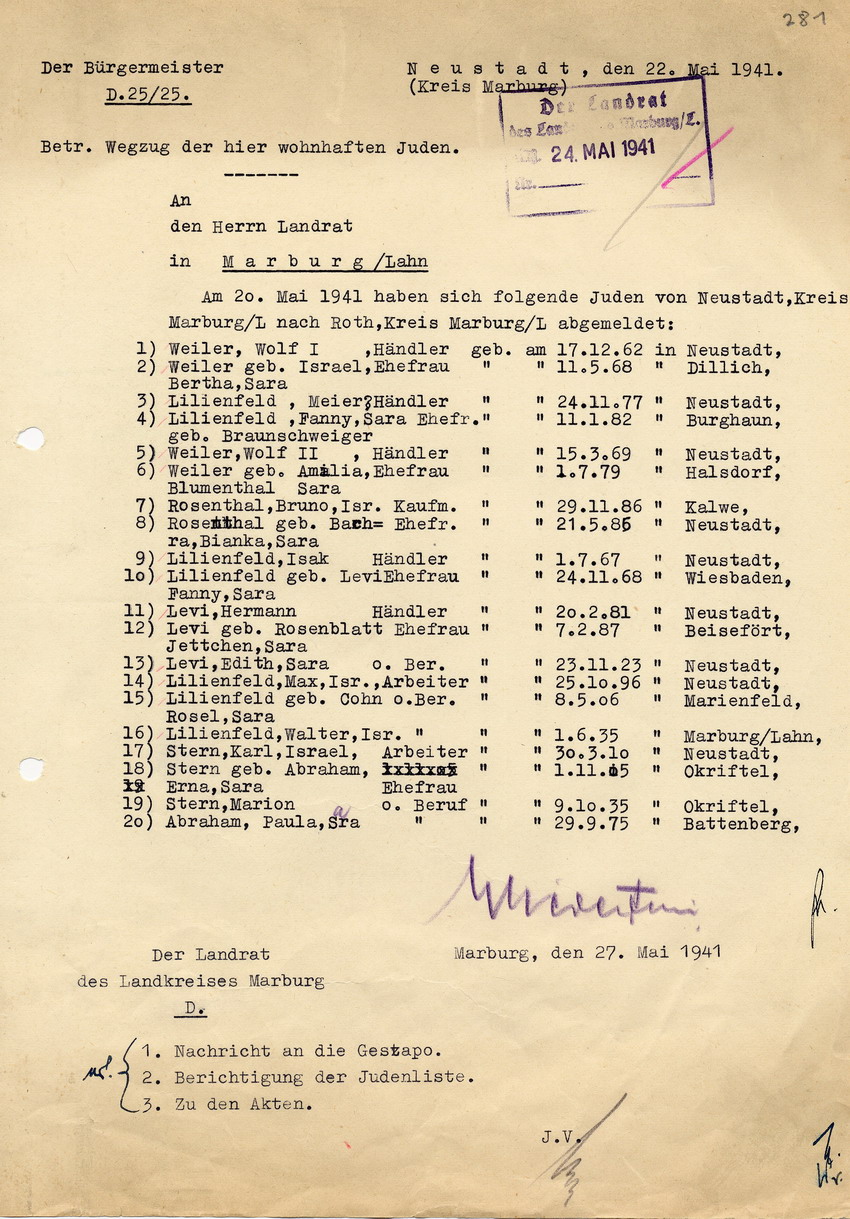 281
Der Bürgermeister
D.25/25.
N e u s t a d t , den 22. Mai 1941.
(Kreis Marburg)
Der Landrat
des Lan Marburg/L.
24. MAI 1941
Nr.
Betr. Wegzug der hier wohnhaften Juden.
-------
An
den Herrn Landrat
in M a r b u r g /Lahn
Am 2o. Mai 1941 haben sich folgende Juden von Neustadt,Kreis
Marburg/L nach Roth,Kreis Marburg/L abgemeldet:
1) Weiler, Wolf I ,Händler geb. am 17.12.62 in Neustadt,
2) Weiler geb. Israel,Ehefrau " " 11.5.68 " Dillich,
Bertha,Sara
3) Lilienfeld , Meier?Händler " " 24.11.77 " Neustadt,
4) Lilienfeld ,Fanny,Sara Ehefr." " 11.1.82 " Burghaun,
geb. Braunschweiger
5) Weiler,Wolf II , Händler " " 15.3.69 " Neustadt,
6) Weiler geb. Amalia,Ehefrau " " 1.7.79 " Halsdorf,
Blumenthal Sara
7) Rosenthal,Bruno,Isr. Kaufm. " " 29.11.86 " Kalwe,
8) Rosenthal geb. Bach= Ehefr. " " 21.5.86 " Neustadt,
ra,Bianka,Sara
9) Lilienfeld,Isak Händler " " 1.7.67 " Neustadt,
1o) Lilienfeld geb. LeviEhefrau " " 24.11.68 " Wiesbaden,
Fanny,Sara
11) Levi,Hermann Händler " " 2o.2.81 " Neustadt,
12) Levi geb. Rosenblatt Ehefrau " " 7.2.87 " Beisefört,
Jettchen,Sara
13) Levi,Edith,Sara o. Ber. " " 23.11.23 " Neustadt,
14) Lilienfeld,Max,Isr.,Arbeiter " " 25.1o.96 " Neustadt,
15) Lilienfeld geb. Cohn o.Ber. " " 8.5.o6 " Marienfeld,
Rosel,Sara
16) Lilienfeld,Walter,Isr. " " " 1.6.35 " Marburg/Lahn,
17) Stern,Karl,Israel, Arbeiter " " 3o.3.1o " Neustadt,
18) Stern geb. Abraham, " " 1.11.o5 " Okriftel,
Erna,Sara Ehefrau
19) Stern,Marion o. Beruf " " 9.1o.35 " Okriftel,
2o) Abraham, Paula,Sara " " " 29.9.75 " Battenberg,
Der Landrat
des Landkreises Marburg
D.
Marburg, den 27. Mai 1941
1. Nachricht an die Gestapo.
2. Berichtigung der Judenliste.
3. Zu den Akten.
J.V.